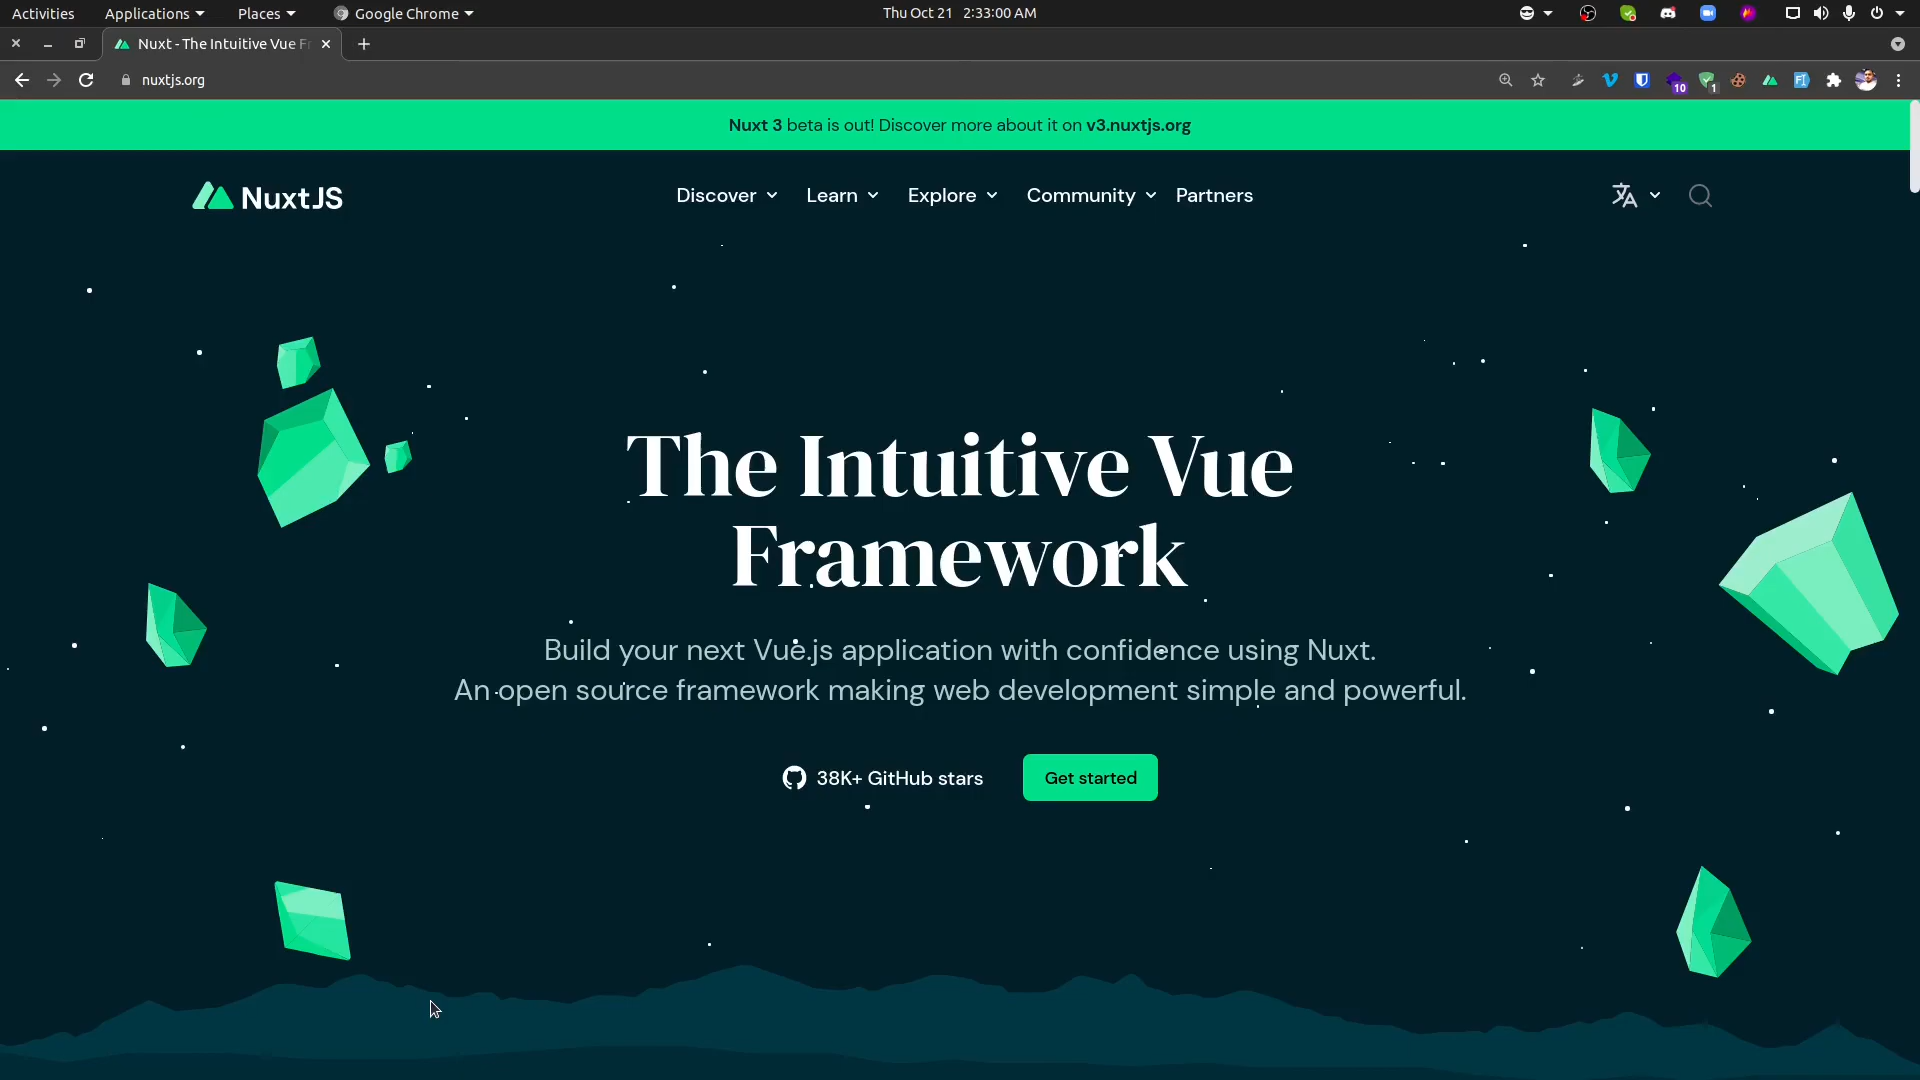 Activities Applications Places Google Chrome Thu Oct 21 2:33:00 AM
Nuxt - The Intuitive Vue Fr
nuxtjs.org 10 1
Nuxt 3 beta is out! Discover more about it on v3.nuxtjs.org
NuxtJS Discover Learn Explore Community Partners
The Intuitive Vue
Framework
Build your next Vue.js application with confidence using Nuxt.
An open source framework making web development simple and powerful.
38K+ GitHub stars Get started